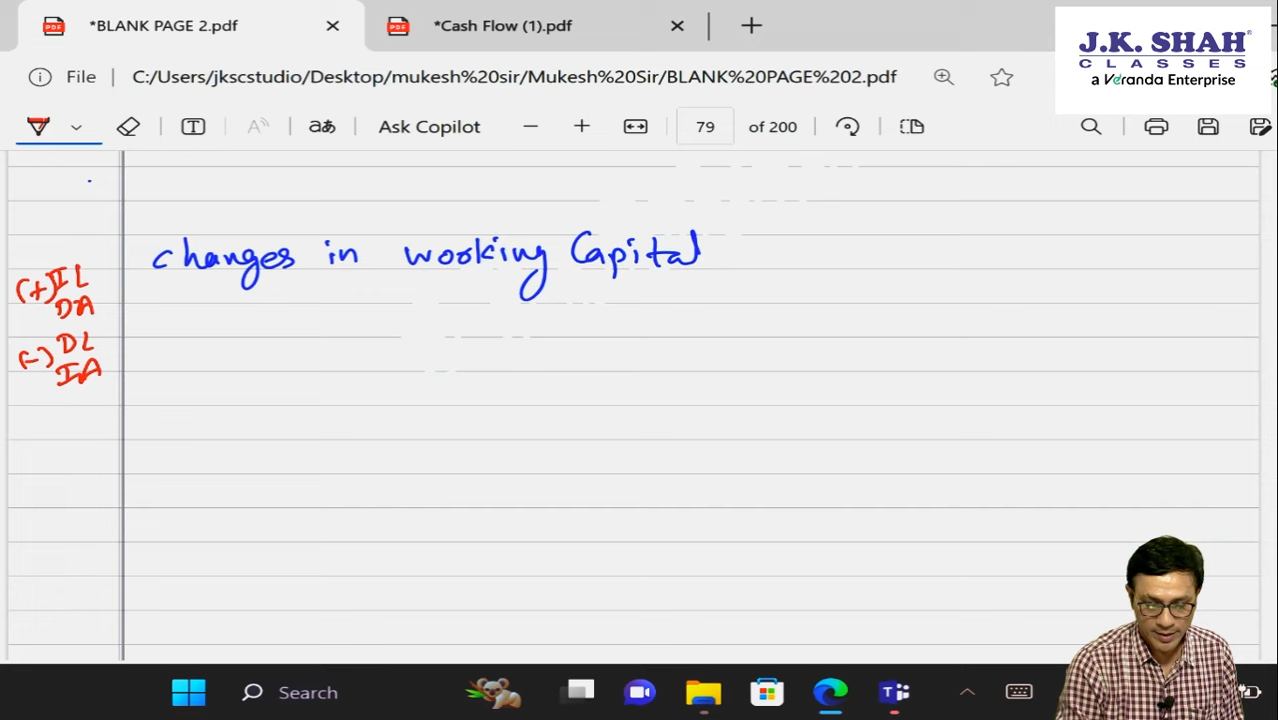 *BLANK PAGE 2.pdf
*Cash Flow (1).pdf
J.K. SHAH®
CLASSES
a Veranda Enterprise
File
C:/Users/jkscstudio/Desktop/mukesh%20sir/Mukesh%20Sir/BLANK%20PAGE%202.pdf
aあ
Ask Copilot
79 of 200
changes in working Capital
(+) IL
DA
(-) DL
IA
Search